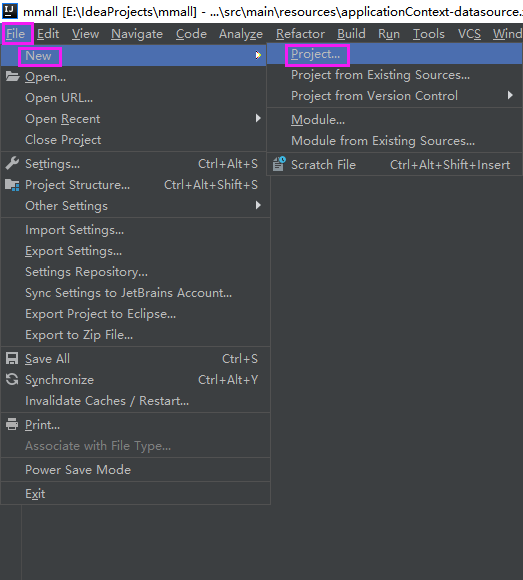 mmall [E:\IdeaProjects\mmall] - ...\src\main\resources\applicationContext-datasource.
File Edit View Navigate Code Analyze Refactor Build Run Tools VCS Wind
New
Project...
Open...
Project from Existing Sources...
Open URL...
Project from Version Control
Open Recent
Module...
Close Project
Module from Existing Sources...
Settings... Ctrl+Alt+S
Scratch File Ctrl+Alt+Shift+Insert
Project Structure... Ctrl+Alt+Shift+S
Other Settings
Import Settings...
Export Settings...
Settings Repository...
Sync Settings to JetBrains Account...
Export Project to Eclipse...
Export to Zip File...
Save All Ctrl+S
Synchronize Ctrl+Alt+Y
Invalidate Caches / Restart...
Print...
Associate with File Type...
Power Save Mode
Exit